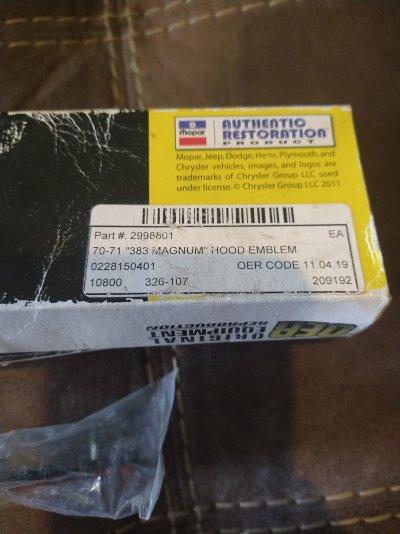 Mopar
AUTHENTIC
RESTORATION
PRODUCT
Mopar, Jeep, Dodge, Hemi, Plymouth, and
Chrysler vehicles, images, and logos are
trademarks of Chrysler Group LLC used
under license. © Chrysler Group LLC 2011
Part #: 2998801 EA
70-71 "383 MAGNUM" HOOD EMBLEM
0228150401 OER CODE 11.04.19
10800 326-107 209192
OER
ORIGINAL
EQUIPMENT
REPRODUCTION